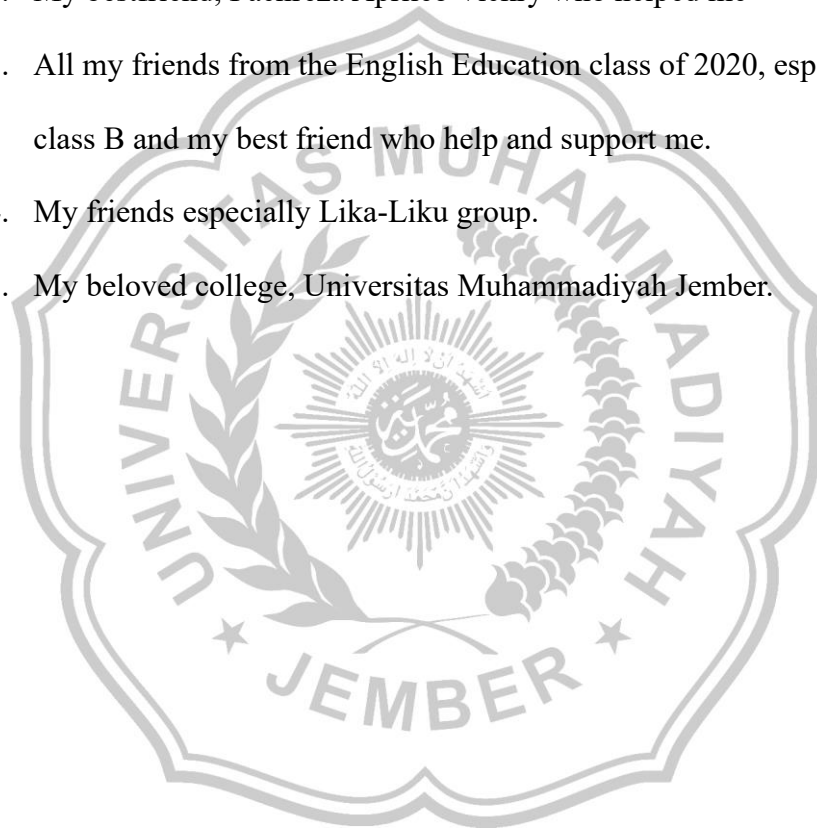 All my friends from the English Education class of 2020, esp
class B and my best friend who help and support me.
My friends especially Lika-Liku group.
My beloved college, Universitas Muhammadiyah Jember.
UNIVERSITAS MUHAMMADIYAH
JEMBER
محمدية